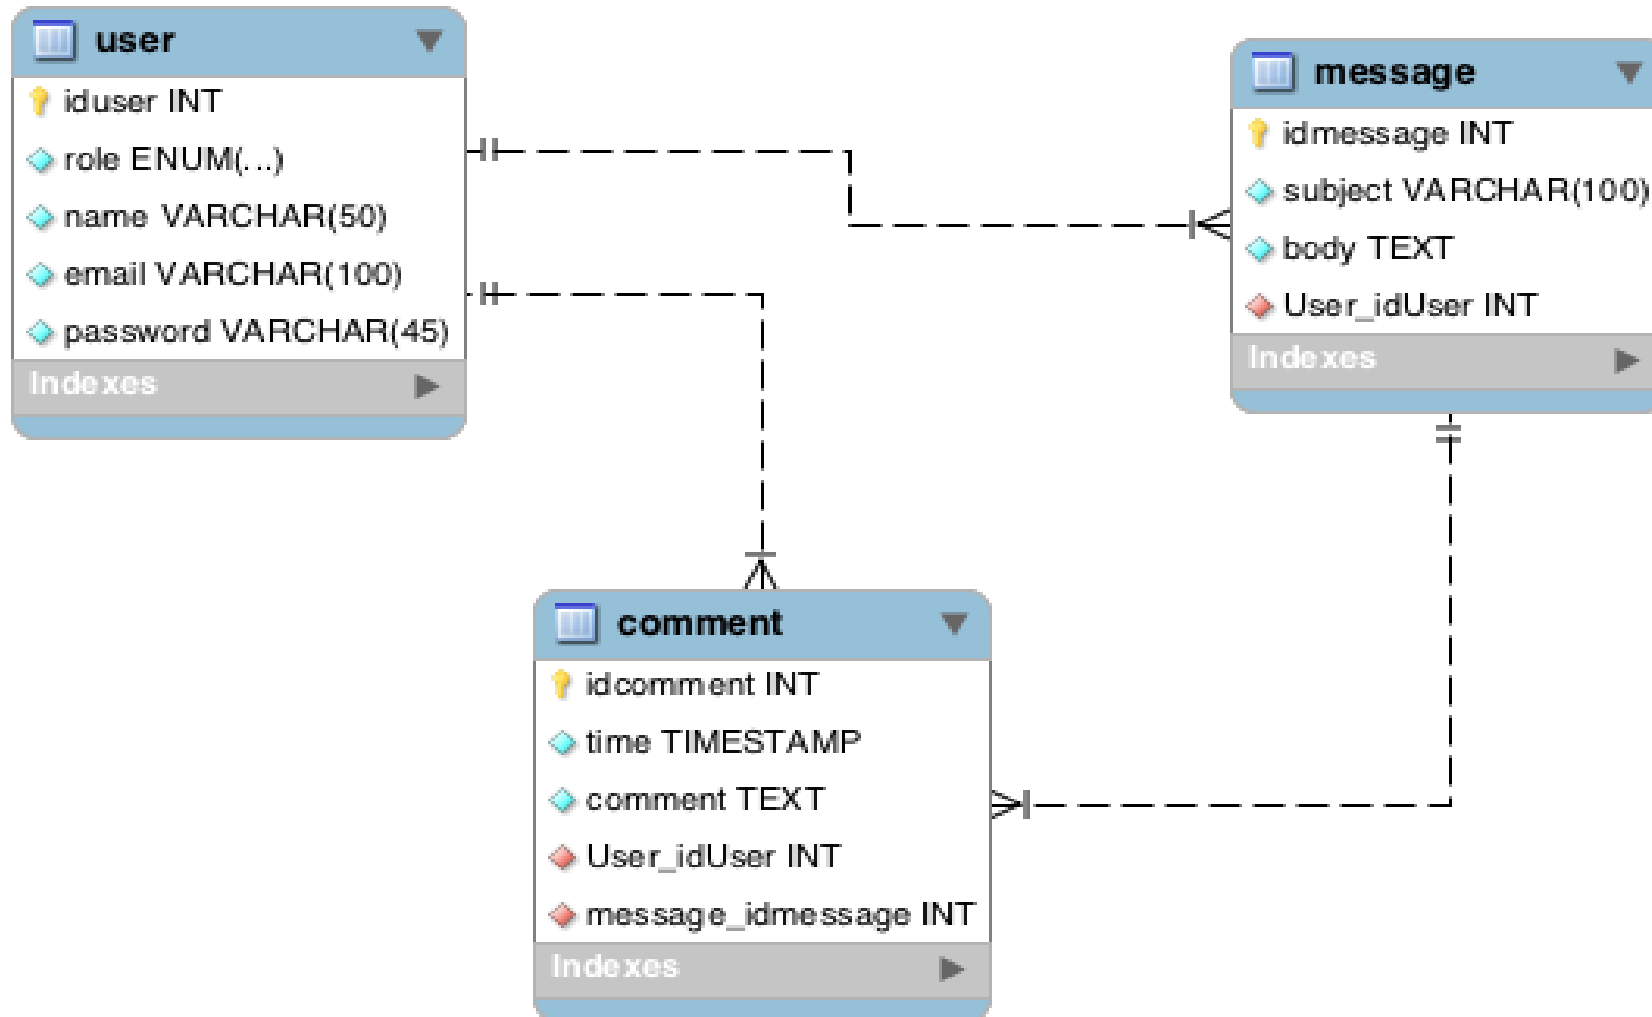 user
iduser INT
role ENUM(...)
name VARCHAR(50)
email VARCHAR(100)
password VARCHAR(45)
Indexes
message
idmessage INT
subject VARCHAR(100)
body TEXT
User_idUser INT
Indexes
comment
idcomment INT
time TIMESTAMP
comment TEXT
User_idUser INT
message_idmessage INT
Indexes